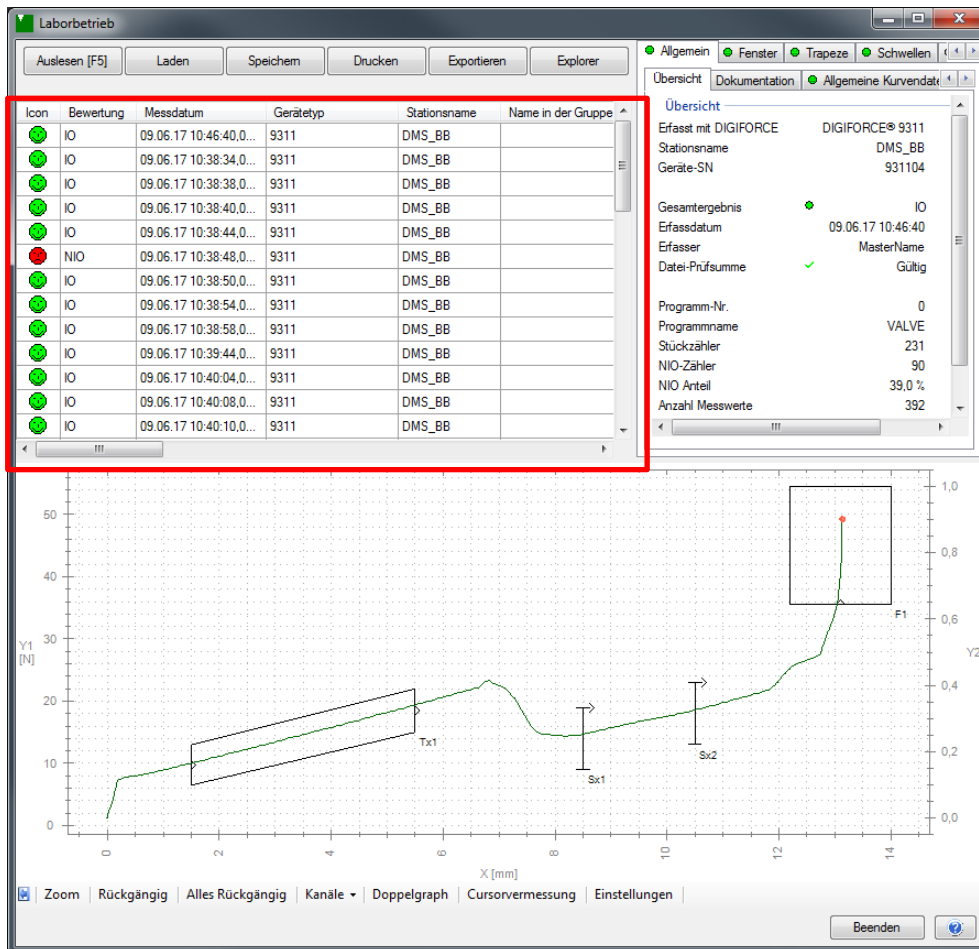 Laborbetrieb
Auslesen [F5] Laden Speichern Drucken Exportieren Explorer
Allgemein Fenster Trapeze Schwellen
Übersicht Dokumentation Allgemeine Kurvendate
Icon Bewertung Messdatum Gerätetyp Stationsname Name in der Gruppe
IO 09.06.17 10:46:40,0... 9311 DMS_BB
IO 09.06.17 10:38:34,0... 9311 DMS_BB
IO 09.06.17 10:38:38,0... 9311 DMS_BB
IO 09.06.17 10:38:40,0... 9311 DMS_BB
IO 09.06.17 10:38:44,0... 9311 DMS_BB
NIO 09.06.17 10:38:48,0... 9311 DMS_BB
IO 09.06.17 10:38:50,0... 9311 DMS_BB
IO 09.06.17 10:38:54,0... 9311 DMS_BB
IO 09.06.17 10:38:58,0... 9311 DMS_BB
IO 09.06.17 10:39:44,0... 9311 DMS_BB
IO 09.06.17 10:40:04,0... 9311 DMS_BB
IO 09.06.17 10:40:08,0... 9311 DMS_BB
IO 09.06.17 10:40:10,0... 9311 DMS_BB
Übersicht
Erfasst mit DIGIFORCE DIGIFORCE® 9311
Stationsname DMS_BB
Geräte-SN 931104
Gesamtergebnis IO
Erfassdatum 09.06.17 10:46:40
Erfasser MasterName
Datei-Prüfsumme Gültig
Programm-Nr. 0
Programmname VALVE
Stückzähler 231
NIO-Zähler 90
NIO Anteil 39,0 %
Anzahl Messwerte 392
50
40
30
20
10
0
Y1
[N]
1,0
0,8
0,6
0,4
0,2
0,0
Y2
F1
Tx1
Sx1
Sx2
0 2 4 6 8 10 12 14
X [mm]
Zoom Rückgängig Alles Rückgängig Kanäle Doppelgraph Cursorvermessung Einstellungen
Beenden ?